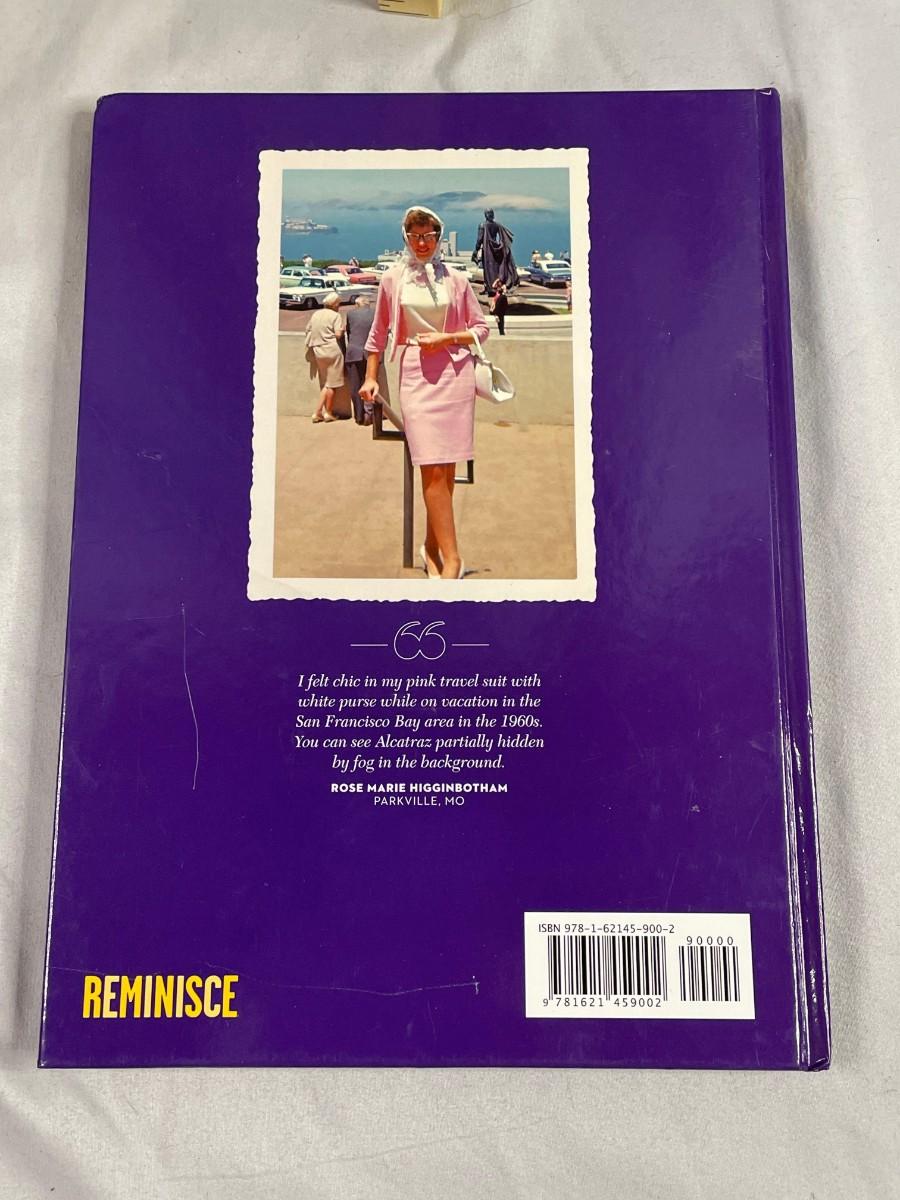 I felt chic in my pink travel suit with
white purse while on vacation in the
San Francisco Bay area in the 1960s.
You can see Alcatraz partially hidden
by fog in the background.
ROSE MARIE HIGGINBOTHAM
PARKVILLE, MO
ISBN 978-1-62145-900-2
90000
9 781621 459002
REMINISCE